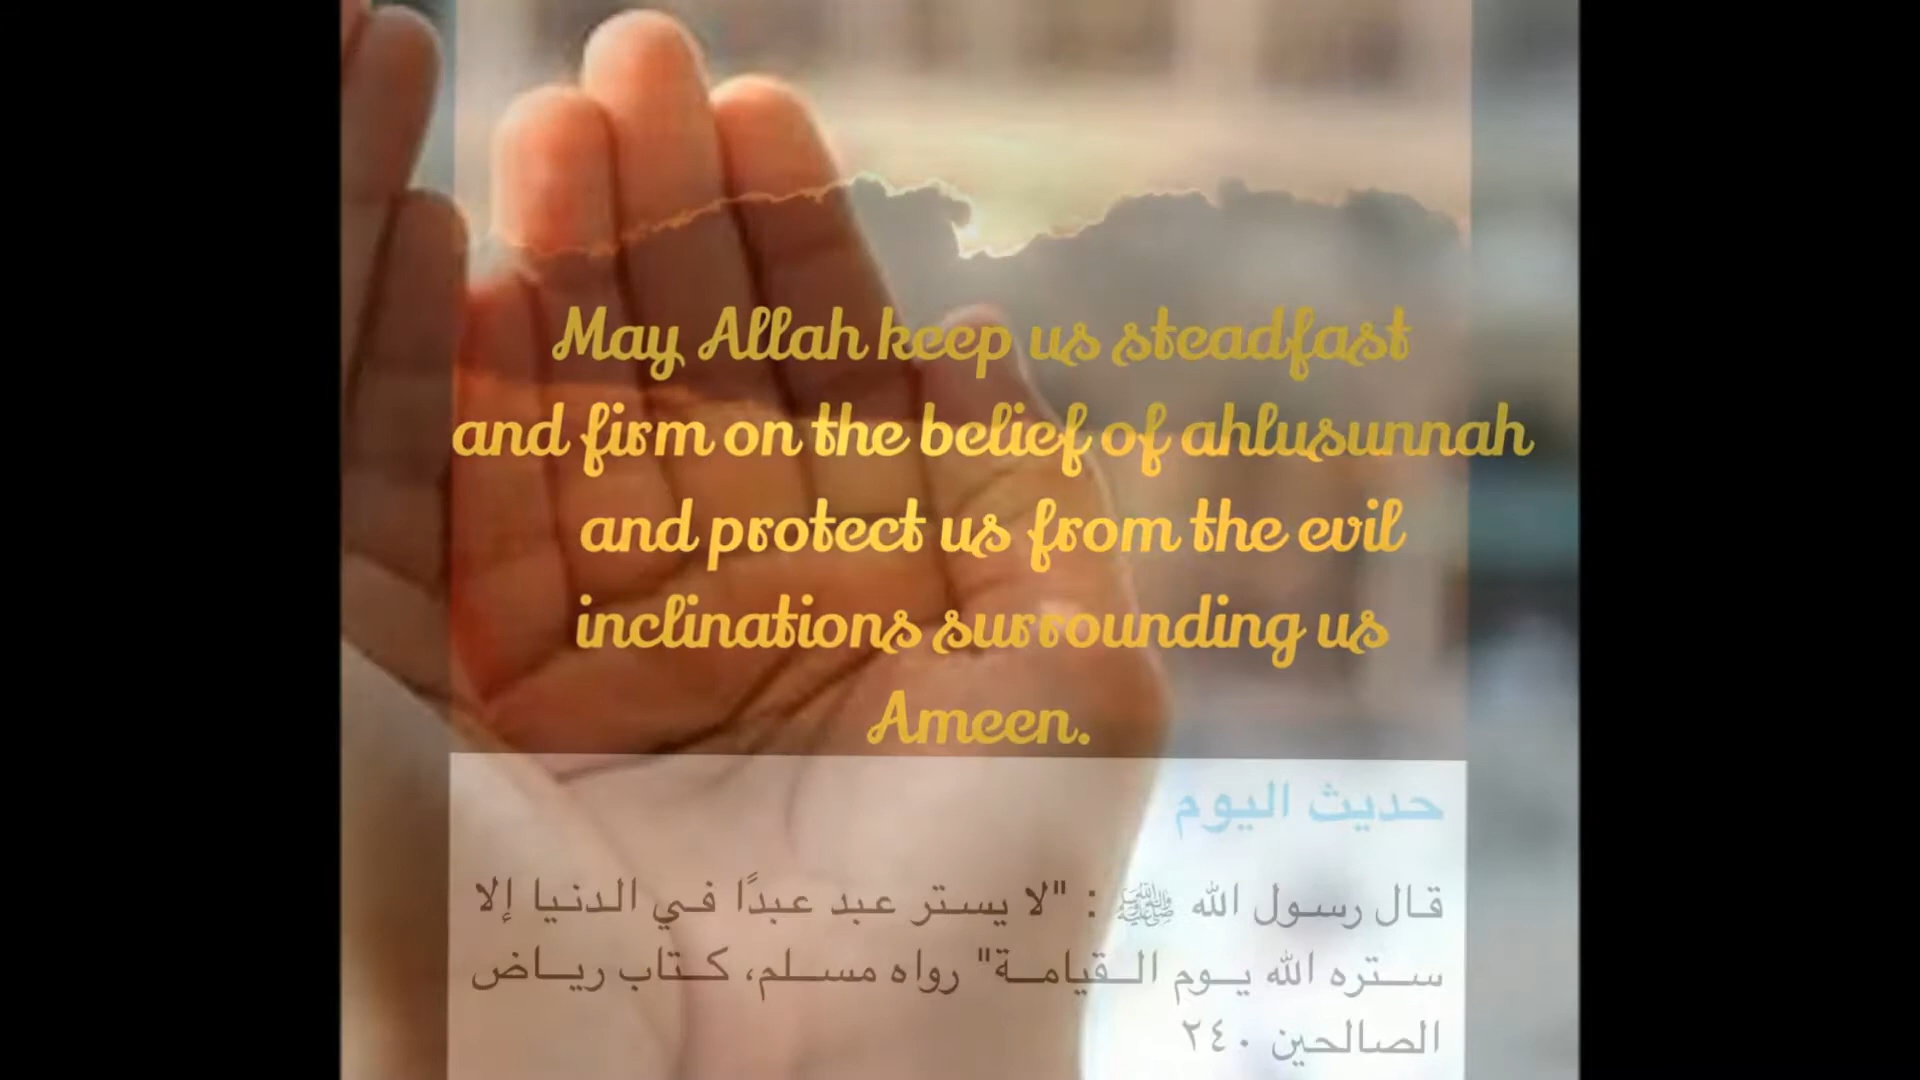 May Allah keep us steadfast
and firm on the belief of ahlusunnah
and protect us from the evil
inclinations surrounding us
Ameen.
حديث اليوم
قال رسول الله ﷺ : "لا يستر عبد عبدًا في الدنيا إلا
ستره الله يوم القيامة" رواه مسلم، كتاب رياض
الصالحين ٢٤٠